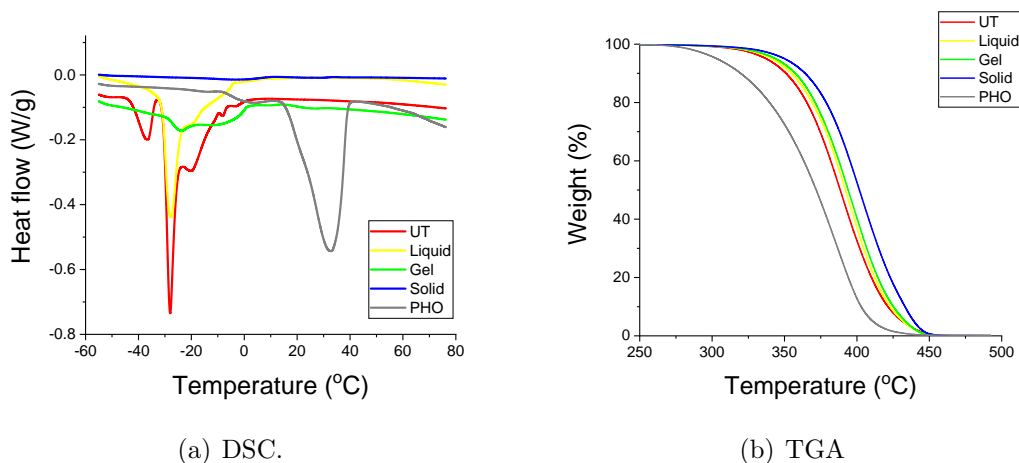 Heat flow (W/g)
0.0
-0.2
-0.4
-0.6
-0.8
-60 -40 -20 0 20 40 60 80
Temperature (°C)
UT
Liquid
Gel
Solid
PHO
(a) DSC.
Weight (%)
100
80
60
40
20
0
250 300 350 400 450 500
Temperature (°C)
UT
Liquid
Gel
Solid
PHO
(b) TGA